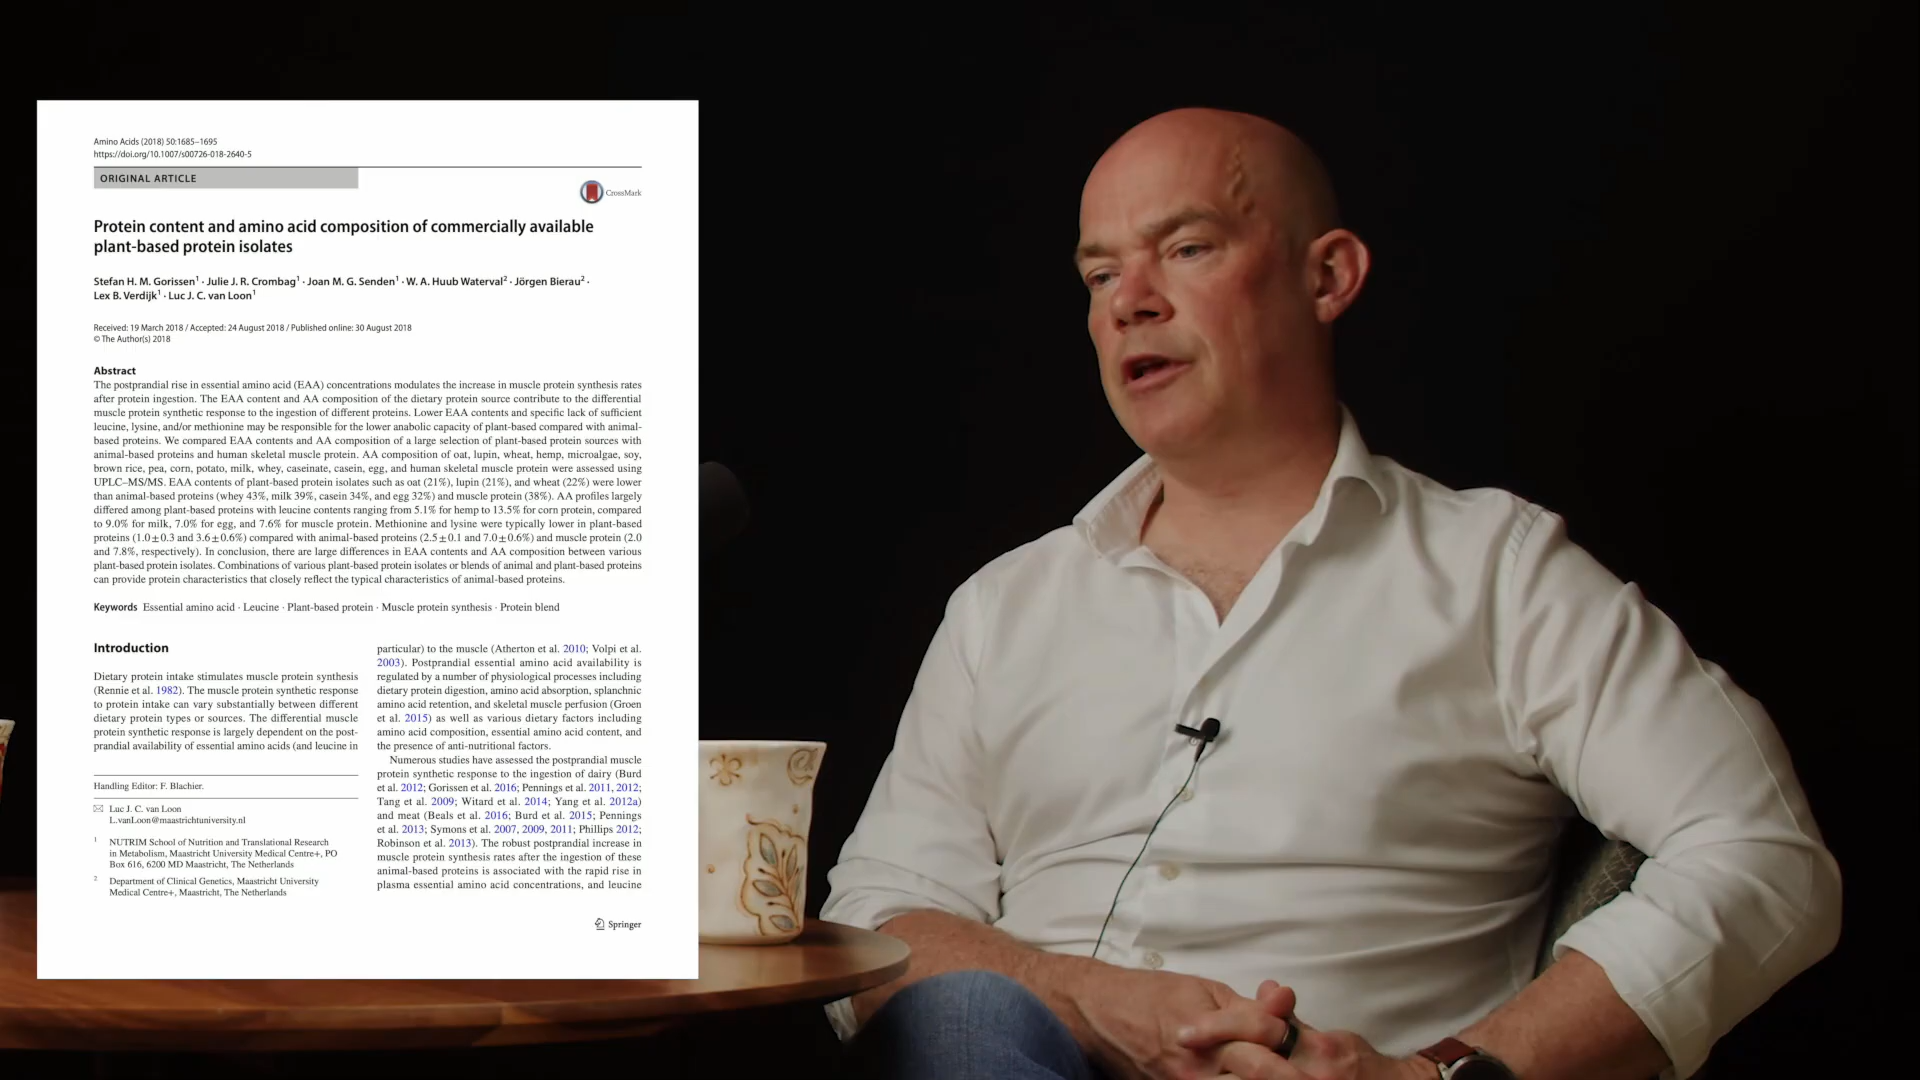 Amino Acids (2018) 50:1685–1695
https://doi.org/10.1007/s00726-018-2640-5
ORIGINAL ARTICLE
CrossMark
Protein content and amino acid composition of commercially available
plant-based protein isolates
Stefan H. M. Gorissen1 · Julie J. R. Crombag1 · Joan M. G. Senden1 · W. A. Huub Waterval2 · Jörgen Bierau2 ·
Lex B. Verdijk1 · Luc J. C. van Loon1
Received: 19 March 2018 / Accepted: 24 August 2018 / Published online: 30 August 2018
© The Author(s) 2018
Abstract
The postprandial rise in essential amino acid (EAA) concentrations modulates the increase in muscle protein synthesis rates
after protein ingestion. The EAA content and AA composition of the dietary protein source contribute to the differential
muscle protein synthetic response to the ingestion of different proteins. Lower EAA contents and specific lack of sufficient
leucine, lysine, and/or methionine may be responsible for the lower anabolic capacity of plant-based compared with animal-
based proteins. We compared EAA contents and AA composition of a large selection of plant-based protein sources with
animal-based proteins and human skeletal muscle protein. AA composition of oat, lupin, wheat, hemp, microalgae, soy,
brown rice, pea, corn, potato, milk, whey, caseinate, casein, egg, and human skeletal muscle protein were assessed using
UPLC–MS/MS. EAA contents of plant-based protein isolates such as oat (21%), lupin (21%), and wheat (22%) were lower
than animal-based proteins (whey 43%, milk 39%, casein 34%, and egg 32%) and muscle protein (38%). AA profiles largely
differed among plant-based proteins with leucine contents ranging from 5.1% for hemp to 13.5% for corn protein, compared
to 9.0% for milk, 7.0% for egg, and 7.6% for muscle protein. Methionine and lysine were typically lower in plant-based
proteins (1.0±0.3 and 3.6±0.6%) compared with animal-based proteins (2.5±0.1 and 7.0±0.6%) and muscle protein (2.0
and 7.8%, respectively). In conclusion, there are large differences in EAA contents and AA composition between various
plant-based protein isolates. Combinations of various plant-based protein isolates or blends of animal and plant-based proteins
can provide protein characteristics that closely reflect the typical characteristics of animal-based proteins.
Keywords Essential amino acid · Leucine · Plant-based protein · Muscle protein synthesis · Protein blend
Introduction
Dietary protein intake stimulates muscle protein synthesis
(Rennie et al. 1982). The muscle protein synthetic response
to protein intake can vary substantially between different
dietary protein types or sources. The differential muscle
protein synthetic response is largely dependent on the post-
prandial availability of essential amino acids (and leucine in
Handling Editor: F. Blachier.
Luc J. C. van Loon
L.vanLoon@maastrichtuniversity.nl
1 NUTRIM School of Nutrition and Translational Research
in Metabolism, Maastricht University Medical Centre+, PO
Box 616, 6200 MD Maastricht, The Netherlands
2 Department of Clinical Genetics, Maastricht University
Medical Centre+, Maastricht, The Netherlands
particular) to the muscle (Atherton et al. 2010; Volpi et al.
2003). Postprandial essential amino acid availability is
regulated by a number of physiological processes including
dietary protein digestion, amino acid absorption, splanchnic
amino acid retention, and skeletal muscle perfusion (Groen
et al. 2015) as well as various dietary factors including
amino acid composition, essential amino acid content, and
the presence of anti-nutritional factors.
Numerous studies have assessed the postprandial muscle
protein synthetic response to the ingestion of dairy (Burd
et al. 2012; Gorissen et al. 2016; Pennings et al. 2011, 2012;
Tang et al. 2009; Witard et al. 2014; Yang et al. 2012a)
and meat (Beals et al. 2016; Burd et al. 2015; Pennings
et al. 2013; Symons et al. 2007, 2009, 2011; Phillips 2012;
Robinson et al. 2013). The robust postprandial increase in
muscle protein synthesis rates after the ingestion of these
animal-based proteins is associated with the rapid rise in
plasma essential amino acid concentrations, and leucine
Springer